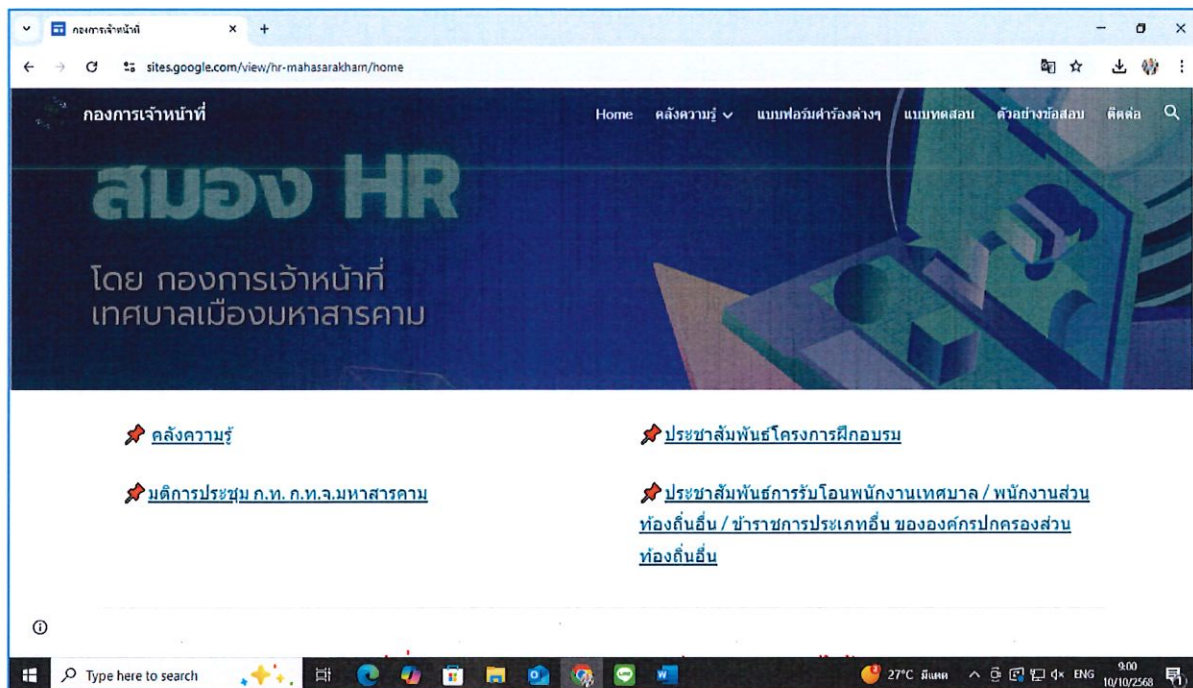 กองการเจ้าหน้าที่
sites.google.com/view/hr-mahasarakham/home
กองการเจ้าหน้าที่
Home คลังความรู้ แบบฟอร์มคำร้องต่างๆ แบบทดสอบ ตัวอย่างข้อสอบ ติดต่อ
สมอง HR
โดย กองการเจ้าหน้าที่
เทศบาลเมืองมหาสารคาม
คลังความรู้
มติการประชุม ก.ท. ก.ท.จ.มหาสารคาม
ประชาสัมพันธ์โครงการฝึกอบรม
ประชาสัมพันธ์การรับโอนพนักงานเทศบาล / พนักงานส่วน
ท้องถิ่นอื่น / ข้าราชการประเภทอื่น ขององค์กรปกครองส่วน
ท้องถิ่นอื่น
Type here to search
27°C มีแดด
ENG
9:00
10/10/2568